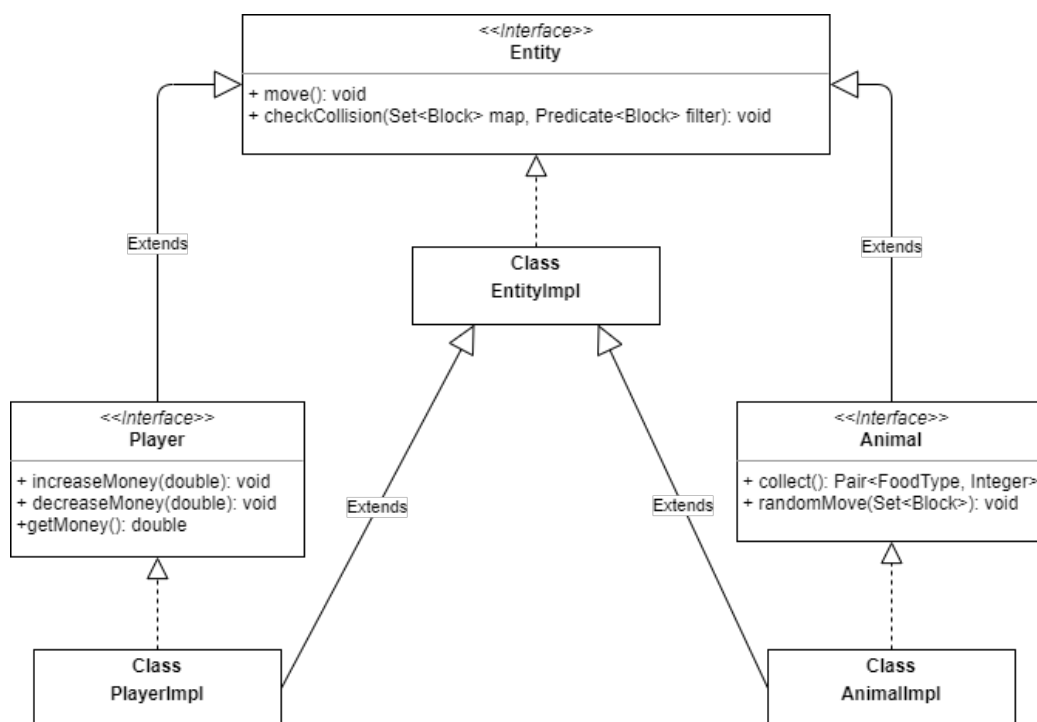 <<Interface>>
Entity
+ move(): void
+ checkCollision(Set<Block> map, Predicate<Block> filter): void
Extends
Extends
Class
EntityImpl
<<Interface>>
Player
+ increaseMoney(double): void
+ decreaseMoney(double): void
+getMoney(): double
Extends
Extends
<<Interface>>
Animal
+ collect(): Pair<FoodType, Integer>
+ randomMove(Set<Block>): void
Class
PlayerImpl
Class
AnimalImpl